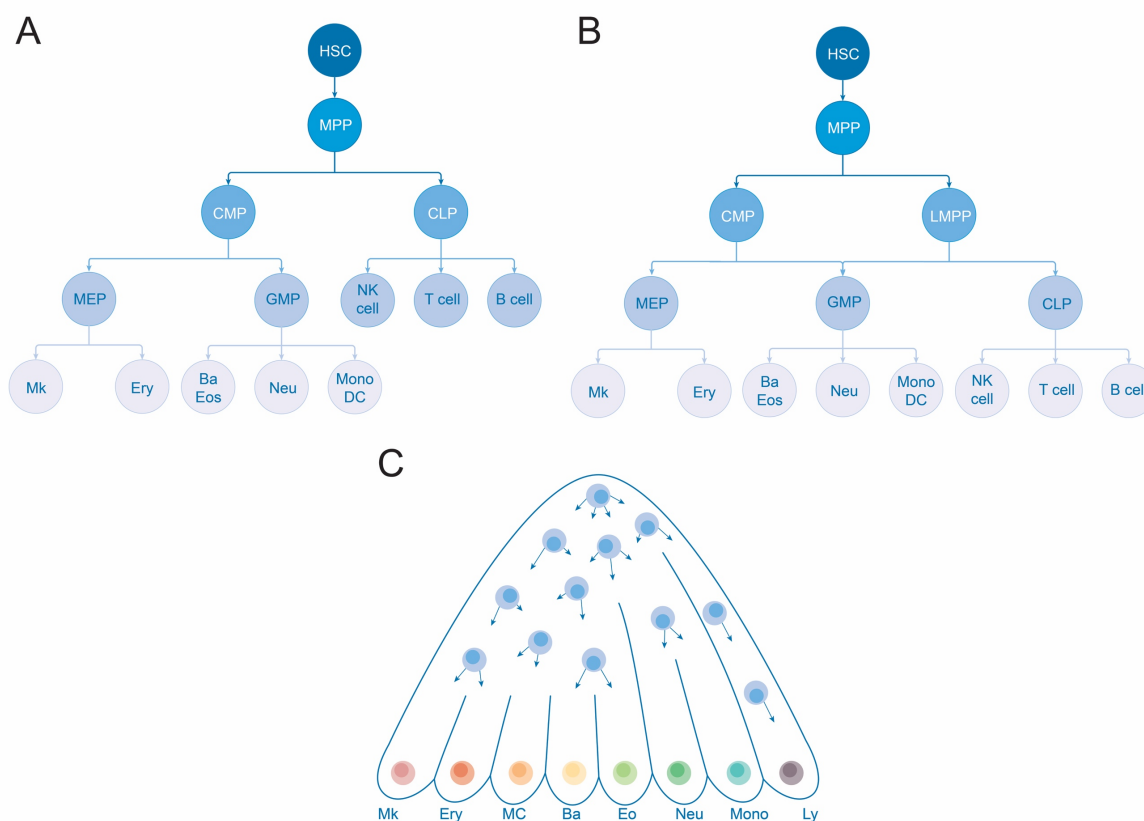 A
HSC
MPP
CMP
CLP
MEP
GMP
NK
cell
T cell
B cell
Mk
Ery
Ba
Eos
Neu
Mono
DC
B
HSC
MPP
CMP
LMPP
MEP
GMP
CLP
Mk
Ery
Ba
Eos
Neu
Mono
DC
NK
cell
T cell
B cell
C
Mk
Ery
MC
Ba
Eo
Neu
Mono
Ly